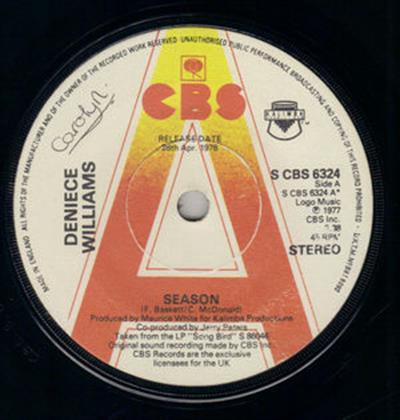 ALL RIGHTS OF THE MANUFACTURER AND OF THE OWNER OF THE RECORDED WORK RESERVED UNAUTHORISED PUBLIC PERFORMANCE BROADCASTING AND COPYING OF THIS RECORD PROHIBITED
MADE IN ENGLAND
CBS
Carolyn.
RELEASE DATE
28th Apr. 1978
KALIMBA
DENIECE
WILLIAMS
S CBS 6324
Side A
S CBS 6324 A
Logo Music
℗ 1977
CBS Inc.
45 RPM
STEREO
SEASON
(F. Baskett/C. McDonald)
Produced by Maurice White for Kalimba Productions
Co-produced by Jerry Peters
Taken from the LP "Song Bird" S 86046
Original sound recording made by CBS Inc.
CBS Records are the exclusive
licensees for the UK